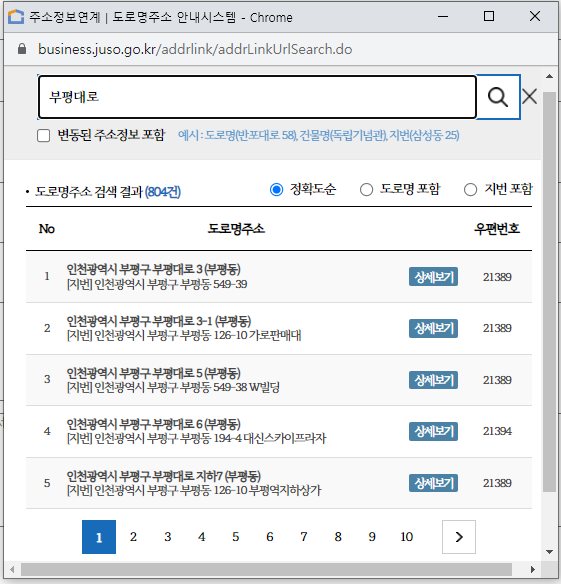 주소정보연계 | 도로명주소 안내시스템 - Chrome
business.juso.go.kr/addrlink/addrLinkUrlSearch.do
부평대로
변동된 주소정보 포함 예시 : 도로명(반포대로 58), 건물명(독립기념관), 지번(삼성동 25)
도로명주소 검색 결과 (804건) 정확도순 도로명 포함 지번 포함
No 도로명주소 우편번호
1 인천광역시 부평구 부평대로 3 (부평동) 상세보기 21389
[지번] 인천광역시 부평구 부평동 549-39
2 인천광역시 부평구 부평대로 3-1 (부평동) 상세보기 21389
[지번] 인천광역시 부평구 부평동 126-10 가로판매대
3 인천광역시 부평구 부평대로 5 (부평동) 상세보기 21389
[지번] 인천광역시 부평구 부평동 549-38 W빌딩
4 인천광역시 부평구 부평대로 6 (부평동) 상세보기 21394
[지번] 인천광역시 부평구 부평동 194-4 대신스카이프라자
5 인천광역시 부평구 부평대로 지하7 (부평동) 상세보기 21389
[지번] 인천광역시 부평구 부평동 126-10 부평역지하상가
1 2 3 4 5 6 7 8 9 10